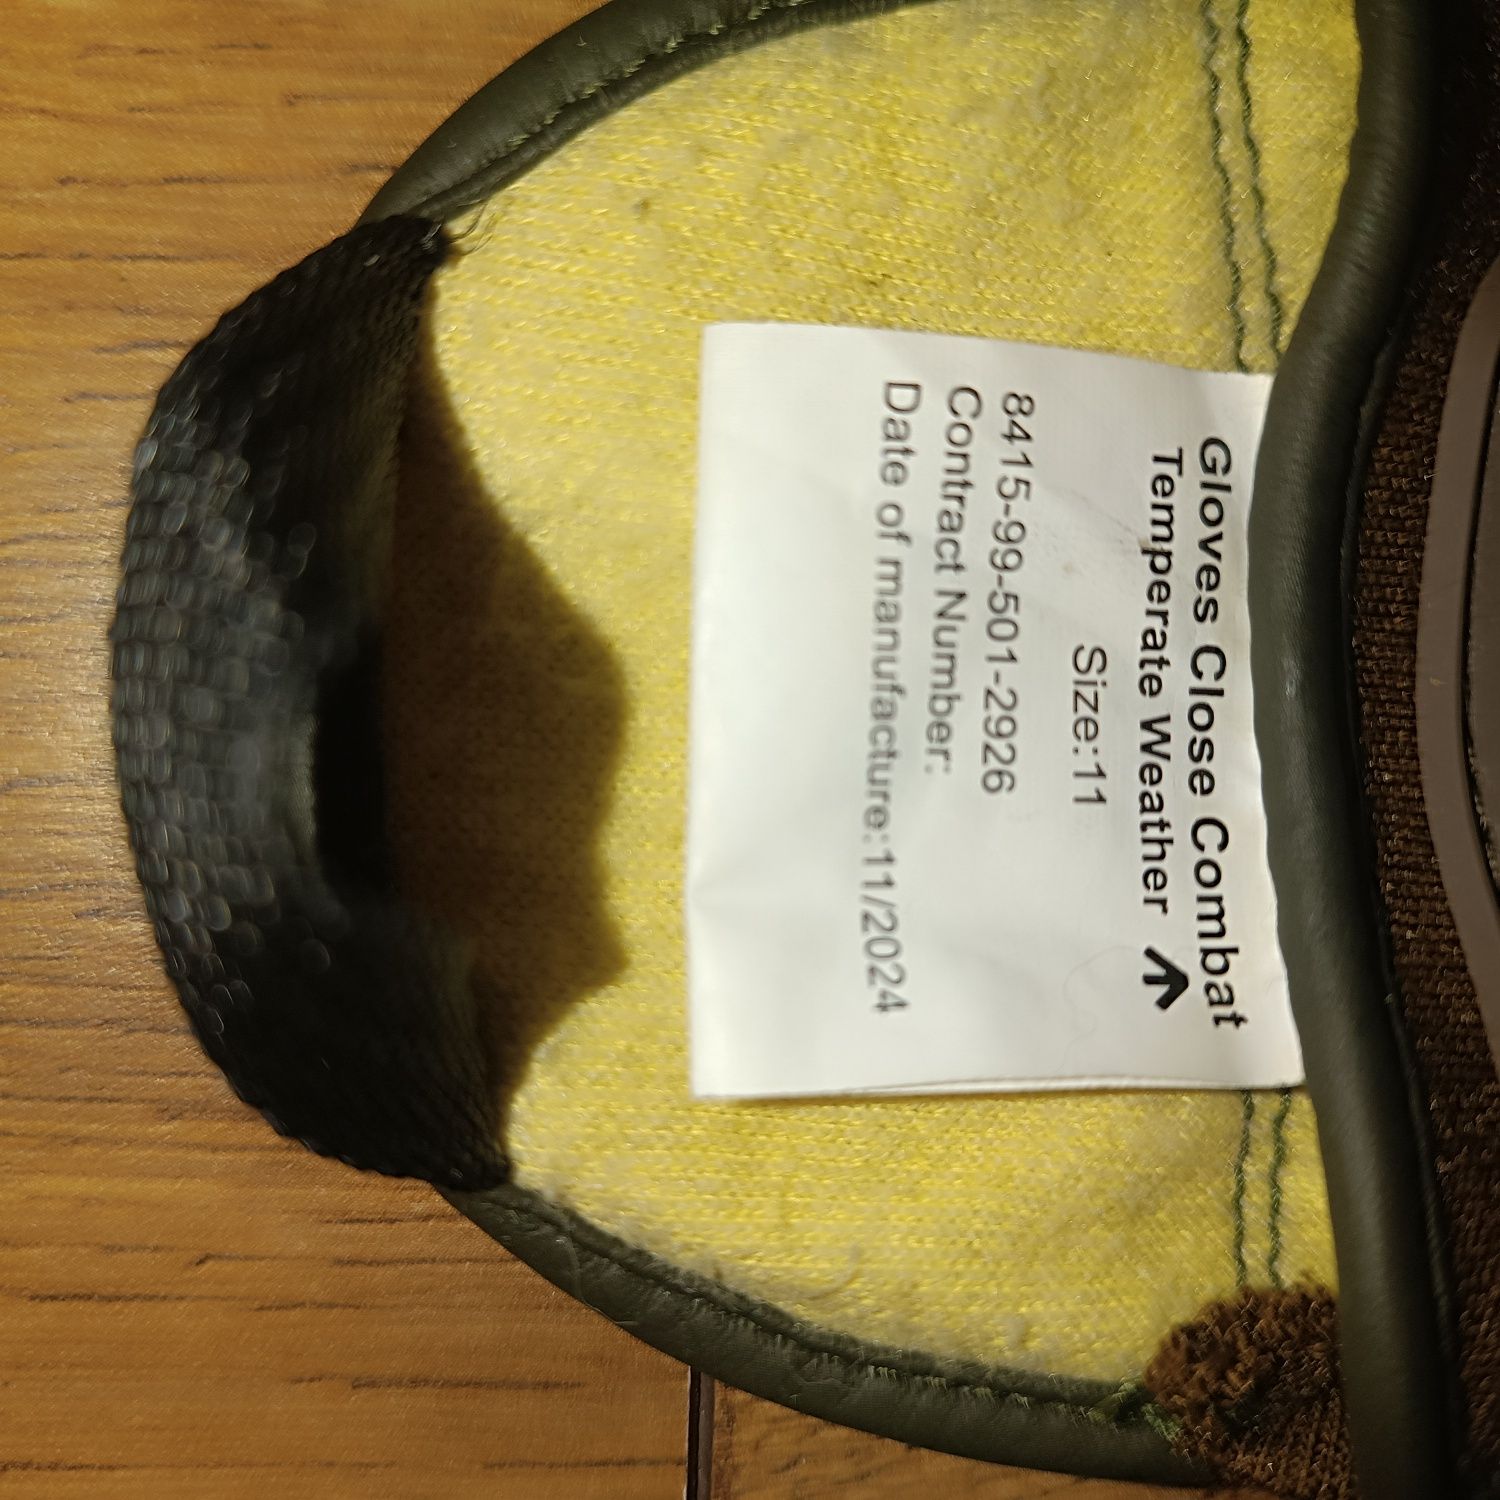 Gloves Close Combat
Temperate Weather
Size:11
8415-99-501-2926
Contract Number:
Date of manufacture:11/2024